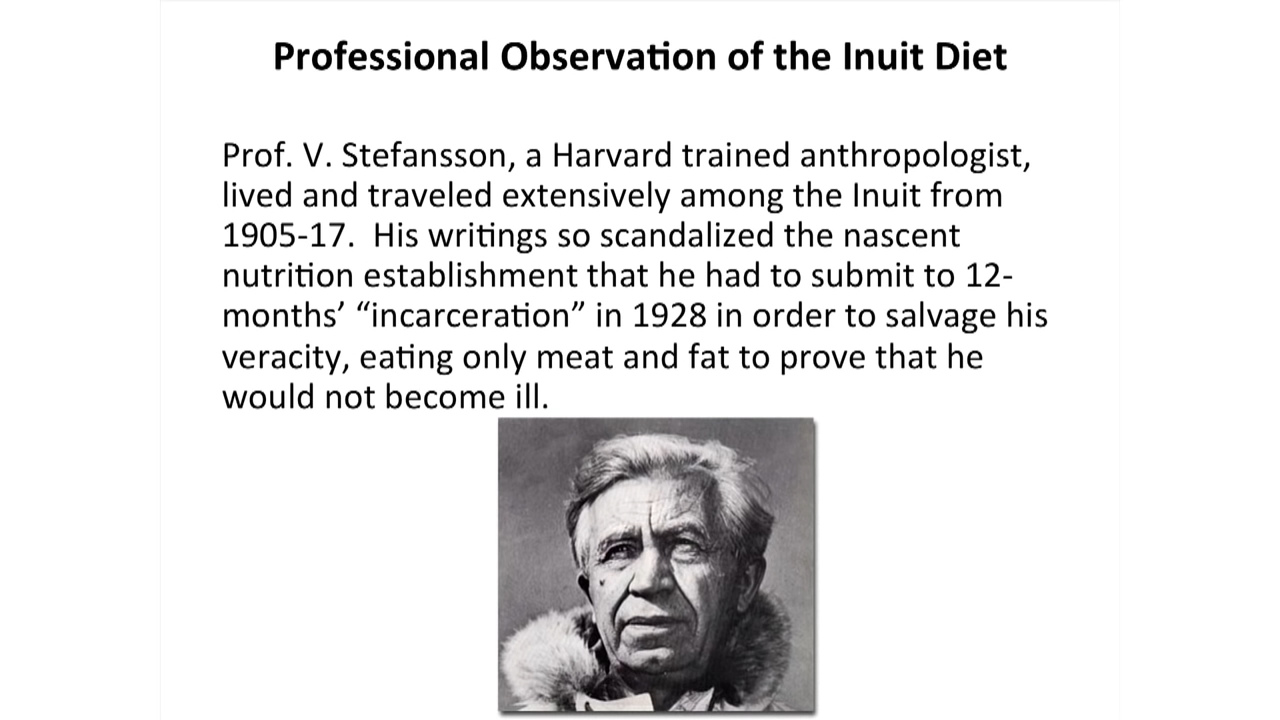 Professional Observation of the Inuit Diet
Prof. V. Stefansson, a Harvard trained anthropologist,
lived and traveled extensively among the Inuit from
1905-17.  His writings so scandalized the nascent
nutrition establishment that he had to submit to 12-
months’ “incarceration” in 1928 in order to salvage his
veracity, eating only meat and fat to prove that he
would not become ill.